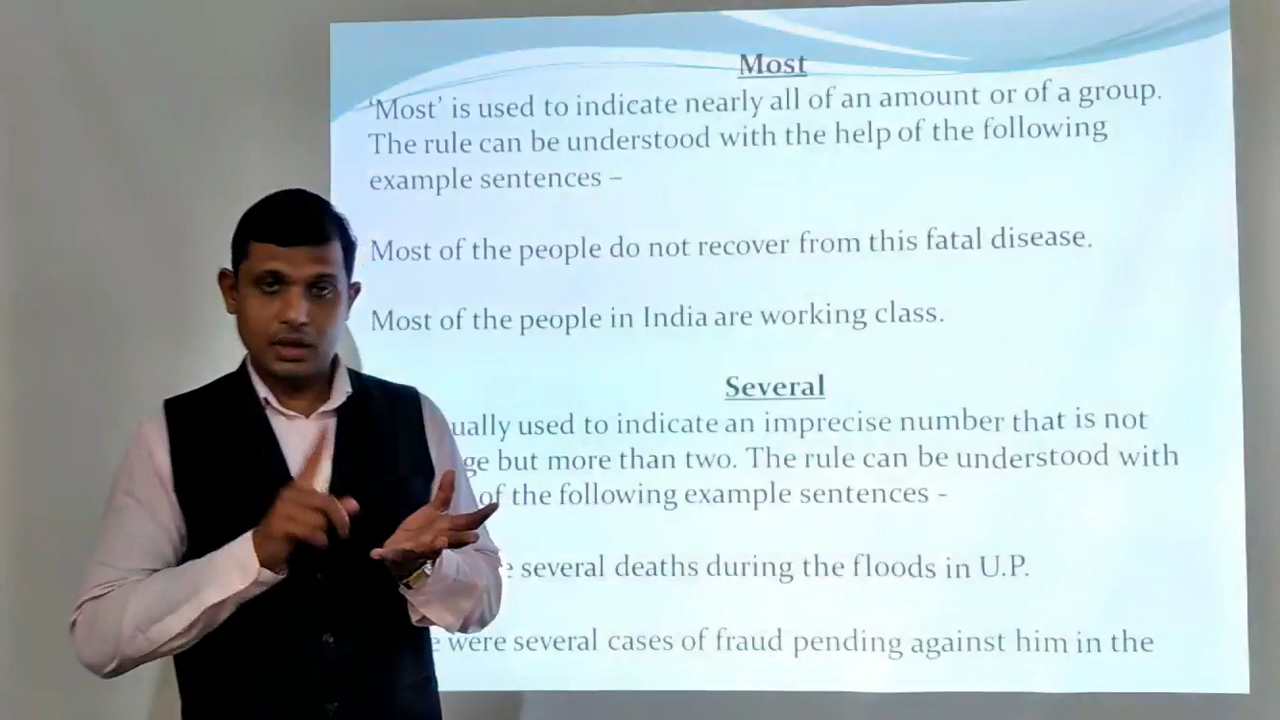 Most
‘Most’ is used to indicate nearly all of an amount or of a group.
The rule can be understood with the help of the following
example sentences –
Most of the people do not recover from this fatal disease.
Most of the people in India are working class.
Several
used to indicate an imprecise number that is not
but more than two. The rule can be understood with
of the following example sentences -
several deaths during the floods in U.P.
were several cases of fraud pending against him in the